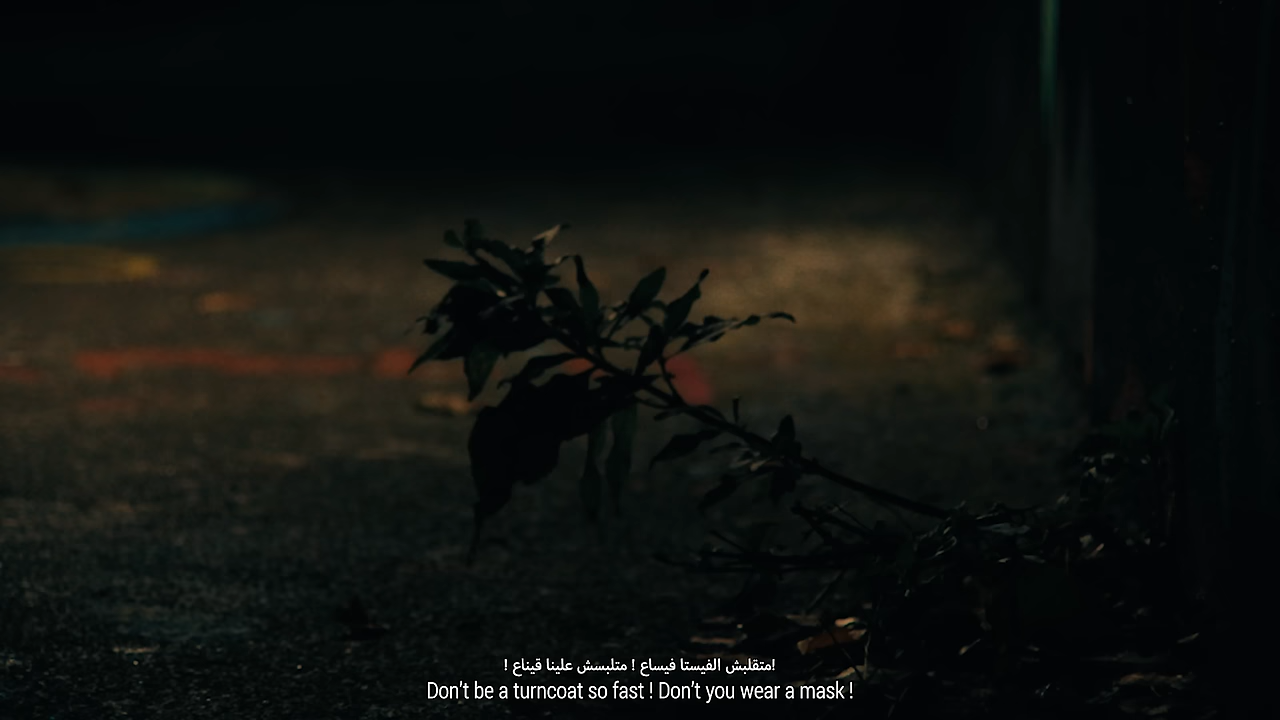 !متقلبش الفيستا فيساع ! متلبسش علينا قيناع !
Don't be a turncoat so fast ! Don't you wear a mask !